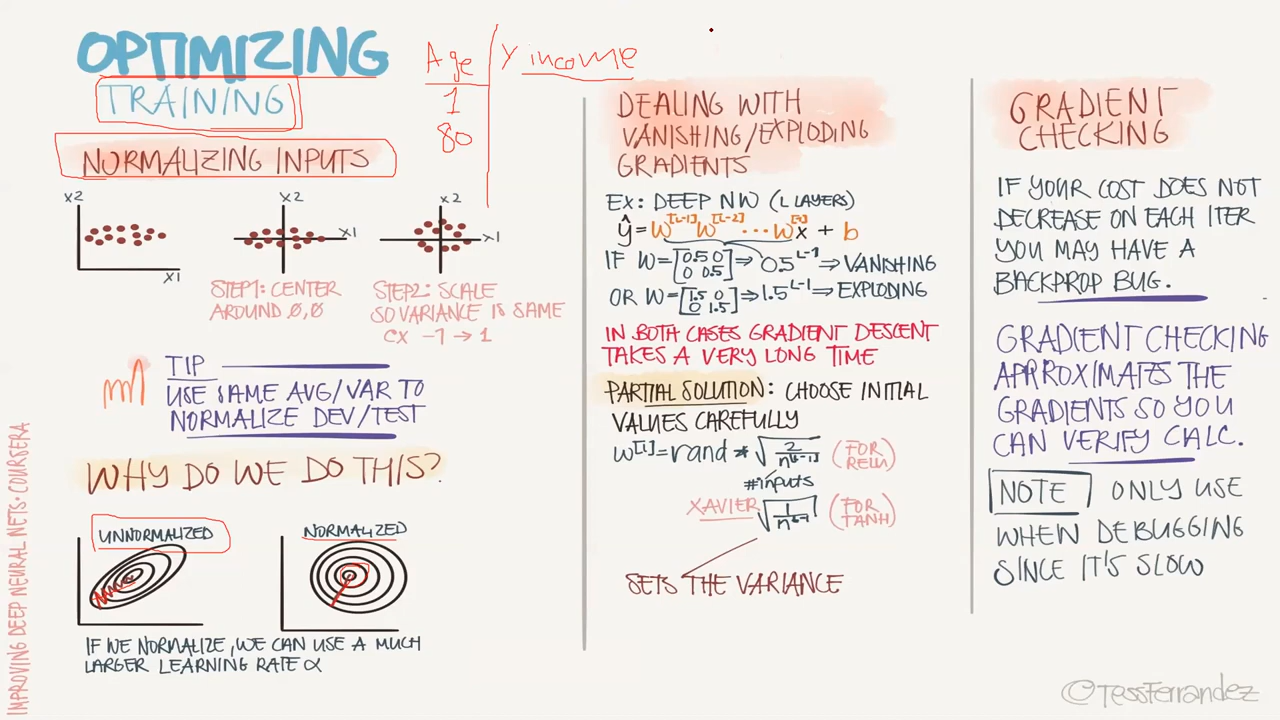 OPTIMIZING
TRAINING
Age
Y income
1
80
NORMALIZING INPUTS
X2
X1
X2
X1
X2
X1
STEP1: CENTER
AROUND 0,0
STEP2: SCALE
SO VARIANCE IS SAME
EX -1 → 1
TIP
USE SAME AVG/VAR TO
NORMALIZE DEV/TEST
WHY DO WE DO THIS?
UNNORMALIZED
NORMALIZED
IF WE NORMALIZE, WE CAN USE A MUCH
LARGER LEARNING RATE α
DEALING WITH
VANISHING/EXPLODING
GRADIENTS
EX: DEEP NW (L LAYERS)
ŷ = W^[L-1] W^[L-2] ... W^[1] X + b
IF W = [0.5 0 0 0.5] ⇒ 0.5^L-1 ⇒ VANISHING
OR W = [1.5 0 0 1.5] ⇒ 1.5^L-1 ⇒ EXPLODING
IN BOTH CASES GRADIENT DESCENT
TAKES A VERY LONG TIME
PARTIAL SOLUTION: CHOOSE INITIAL
VALUES CAREFULLY
W^[i] = rand * √2/n^[i-1] (FOR RELU)
#inputs
XAVIER √1/n^[i-1] (FOR TANH)
SETS THE VARIANCE
GRADIENT
CHECKING
IF YOUR COST DOES NOT
DECREASE ON EACH ITER
YOU MAY HAVE A
BACKPROP BUG.
GRADIENT CHECKING
APPROXIMATES THE
GRADIENTS SO YOU
CAN VERIFY CALC.
NOTE ONLY USE
WHEN DEBUGGING
SINCE IT'S SLOW
IMPROVING DEEP NEURAL NETS · COURSERA
©TessFerrandez